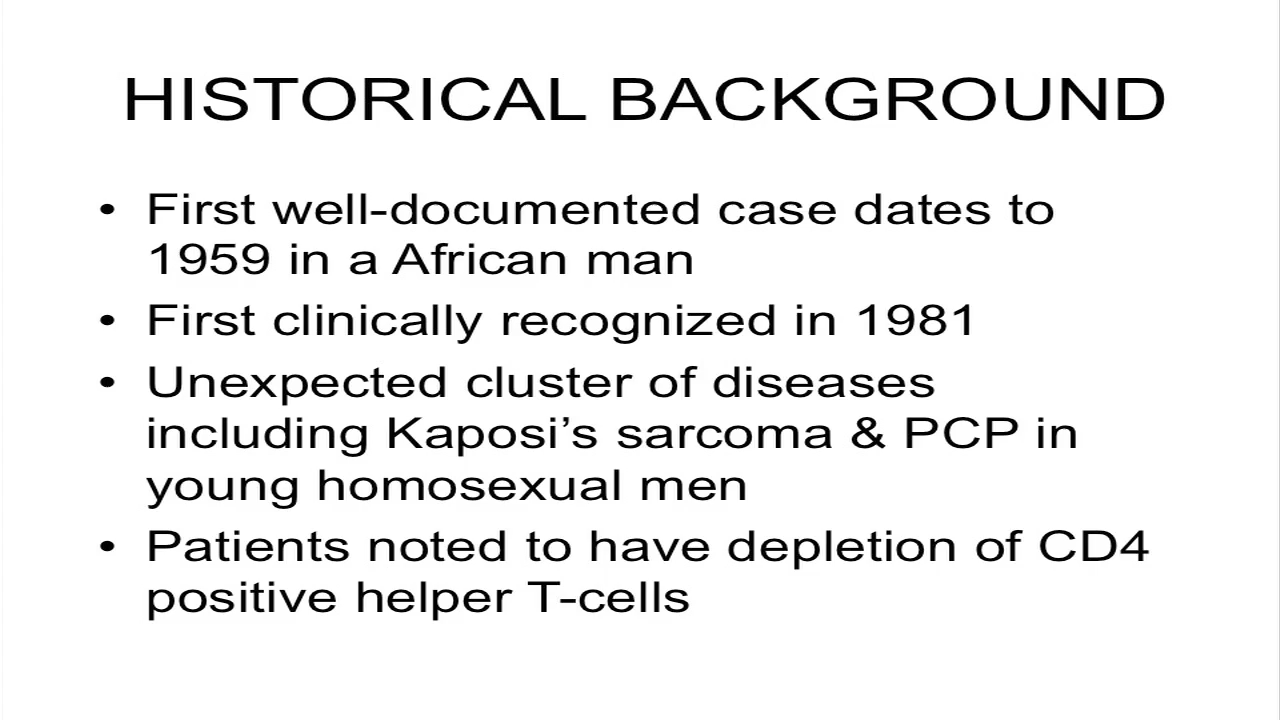 HISTORICAL BACKGROUND
• First well-documented case dates to
1959 in a African man
• First clinically recognized in 1981
• Unexpected cluster of diseases
including Kaposi’s sarcoma & PCP in
young homosexual men
• Patients noted to have depletion of CD4
positive helper T-cells